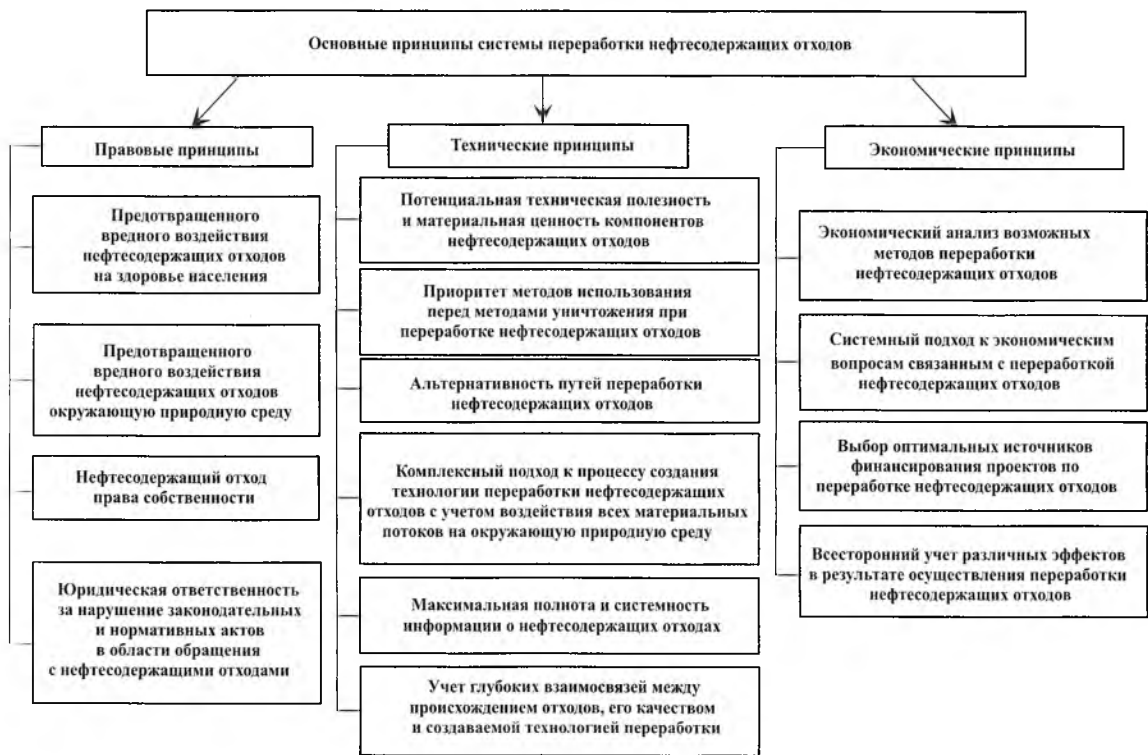 Основные принципы системы переработки нефтесодержащих отходов
Правовые принципы
Предотвращенного
вредного воздействия
нефтесодержащих отходов
на здоровье населения
Предотвращенного
вредного воздействия
нефтесодержащих отходов
окружающую природную среду
Нефтесодержащий отход
права собственности
Юридическая ответственность
за нарушение законодательных
и нормативных актов
в области обращения
с нефтесодержащими отходами
Технические принципы
Потенциальная техническая полезность
и материальная ценность компонентов
нефтесодержащих отходов
Приоритет методов использования
перед методами уничтожения при
переработке нефтесодержащих отходов
Альтернативность путей переработки
нефтесодержащих отходов
Комплексный подход к процессу создания
технологии переработки нефтесодержащих
отходов с учетом воздействия всех материальных
потоков на окружающую природную среду
Максимальная полнота и системность
информации о нефтесодержащих отходах
Учет глубоких взаимосвязей между
происхождением отходов, его качеством
и создаваемой технологией переработки
Экономические принципы
Экономический анализ возможных
методов переработки
нефтесодержащих отходов
Системный подход к экономическим
вопросам связанным с переработкой
нефтесодержащих отходов
Выбор оптимальных источников
финансирования проектов по
переработке нефтесодержащих отходов
Всесторонний учет различных эффектов
в результате осуществления переработки
нефтесодержащих отходов